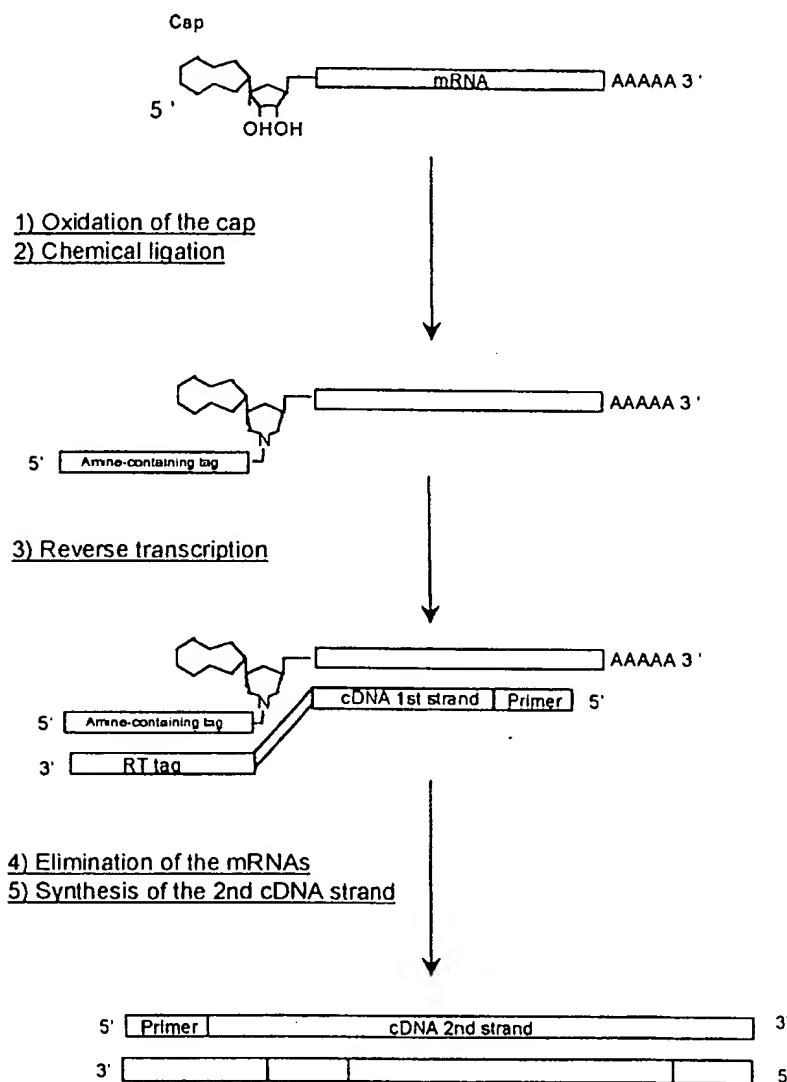 Cap
mRNA AAAAA 3 '
5 '
OHOH
1) Oxidation of the cap
2) Chemical ligation
AAAAA 3 '
N
5' Amine-containing tag
3) Reverse transcription
AAAAA 3 '
N
cDNA 1st strand Primer 5'
5' Amine-containing tag
3' RT tag
4) Elimination of the mRNAs
5) Synthesis of the 2nd cDNA strand
5' Primer cDNA 2nd strand 3'
3' 5'